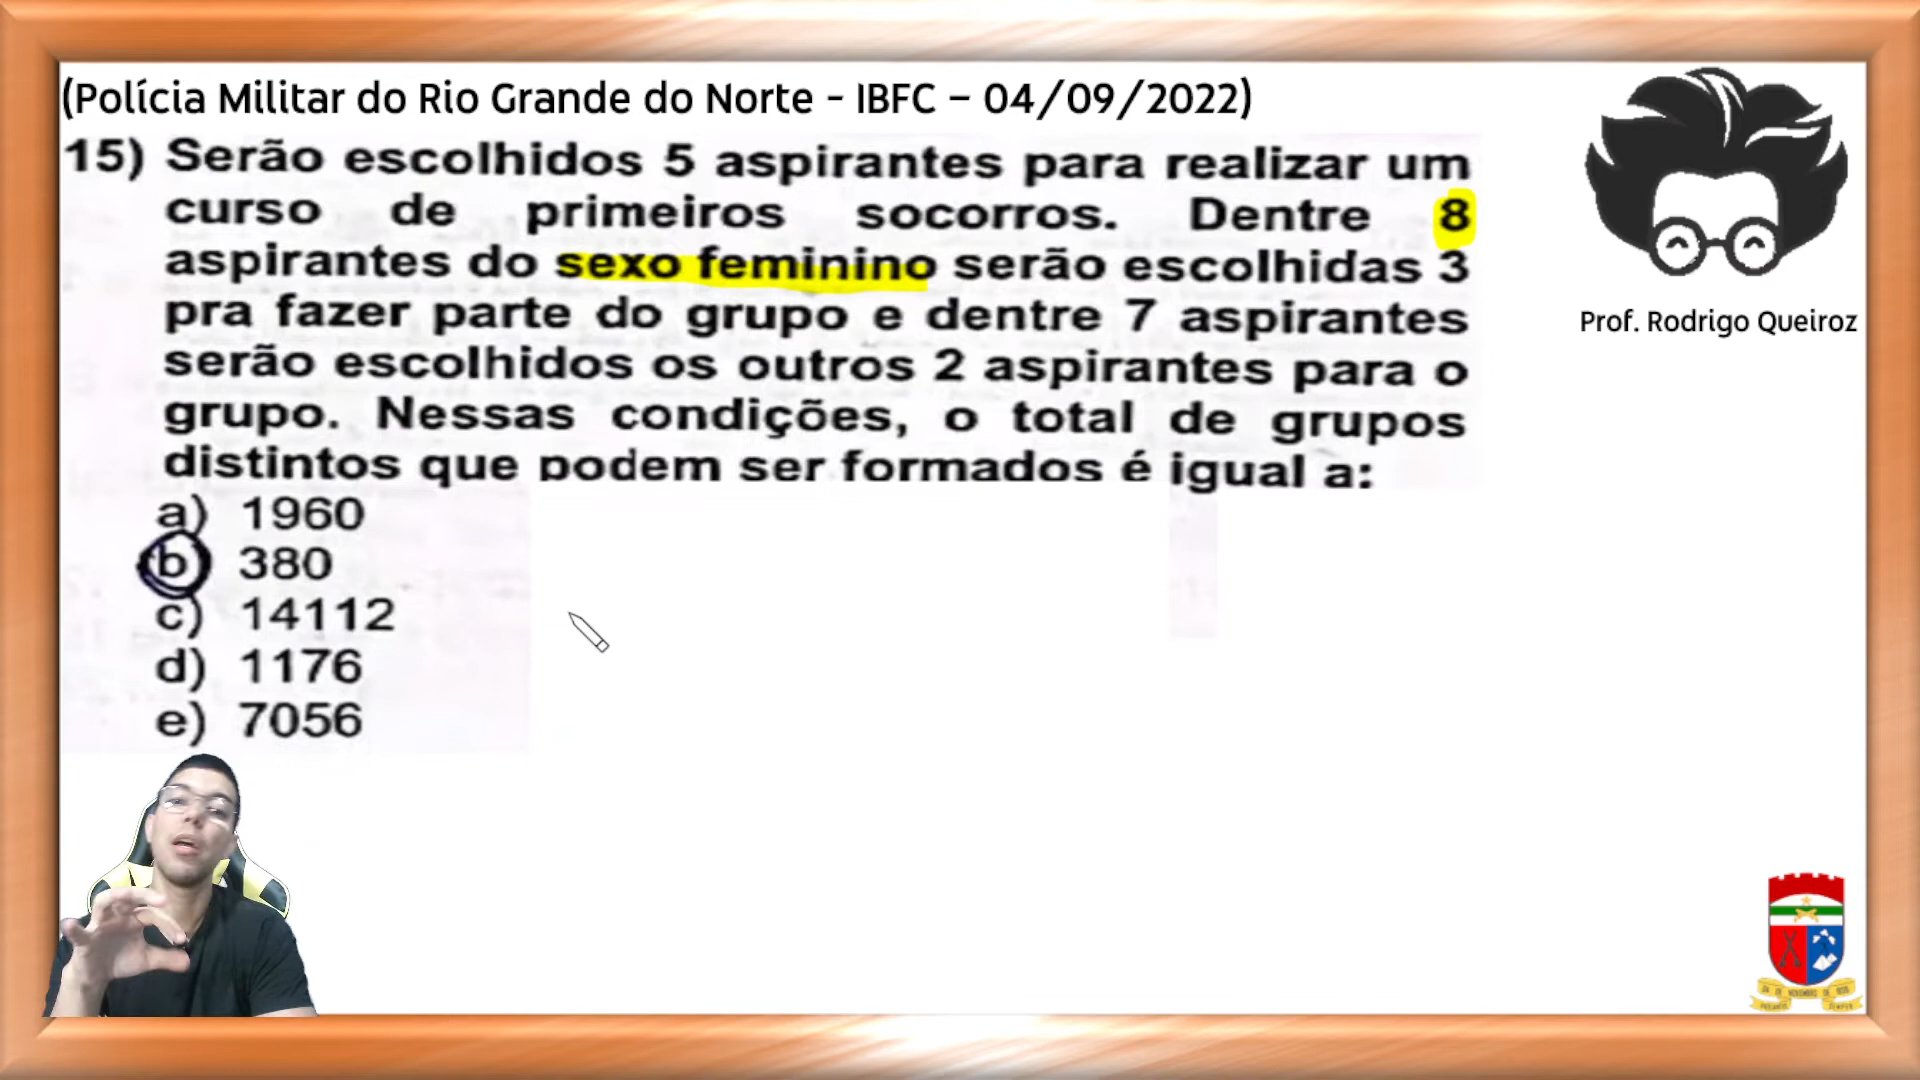 (Polícia Militar do Rio Grande do Norte - IBFC – 04/09/2022)
15) Serão escolhidos 5 aspirantes para realizar um
curso de primeiros socorros. Dentre 8
aspirantes do sexo feminino serão escolhidas 3
pra fazer parte do grupo e dentre 7 aspirantes
serão escolhidos os outros 2 aspirantes para o
grupo. Nessas condições, o total de grupos
distintos que podem ser formados é igual a:
a) 1960
b) 380
c) 14112
d) 1176
e) 7056
Prof. Rodrigo Queiroz